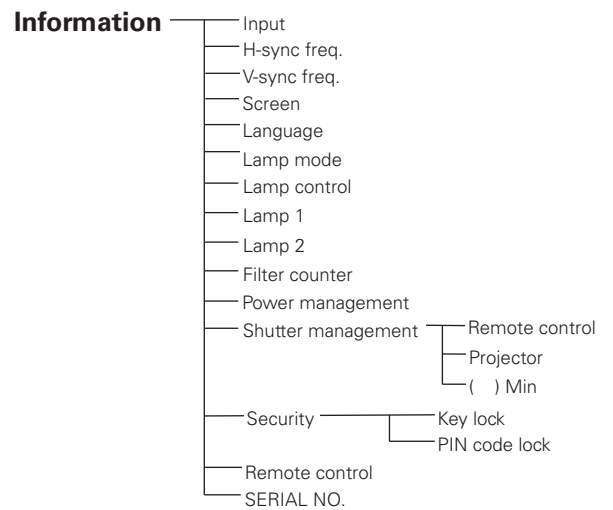 Information
Input
H-sync freq.
V-sync freq.
Screen
Language
Lamp mode
Lamp control
Lamp 1
Lamp 2
Filter counter
Power management
Shutter management
Remote control
Projector
( ) Min
Security
Key lock
PIN code lock
Remote control
SERIAL NO.